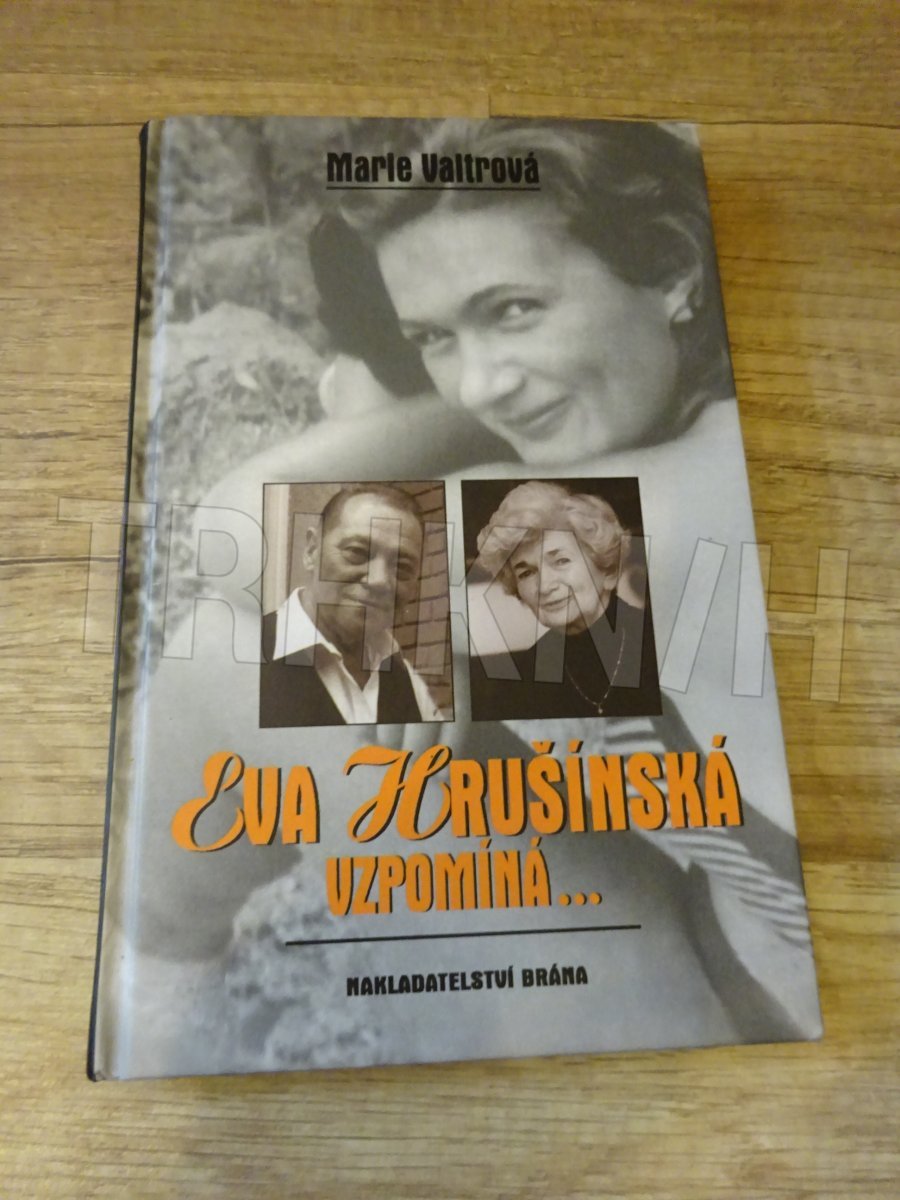 Marie Valtrová
TRHKNIH
Eva Hrušínská
vzpomíná...
NAKLADATELSTVÍ BRÁNA